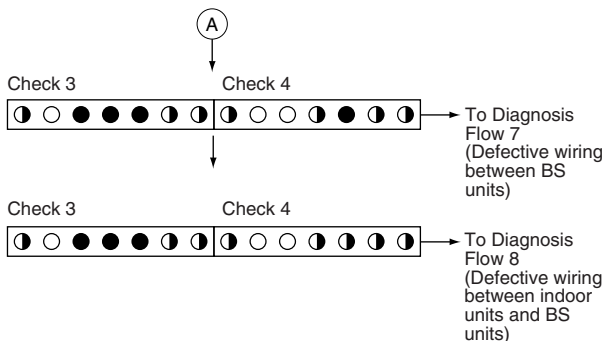 A
Check 3
Check 4
To Diagnosis
Flow 7
(Defective wiring
between BS
units)
Check 3
Check 4
To Diagnosis
Flow 8
(Defective wiring
between indoor
units and BS
units)